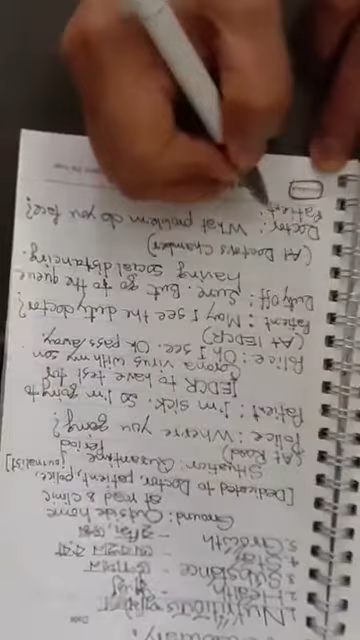 Date
1. Nutritious
2. Health
3. Substance
4. Stay
5. Growth
Ground: Outside home
at road & clinic
[Dedicated to Doctor, patient, police,
journalist]
Situation: Quarantine
period
(At Road)
Police: Where you going?
Patient: I'm sick. So I'm going to
IEDCR to have test for
corona virus with my son
Police: Oh I see. Ok pass away.
(At IEDCR)
Patient: May I see the duty doctor?
Duty Off: Sure. But go to the queue
having social distancing.
(At Doctors Chamber)
Doctor: What problem do you face?
Patient: